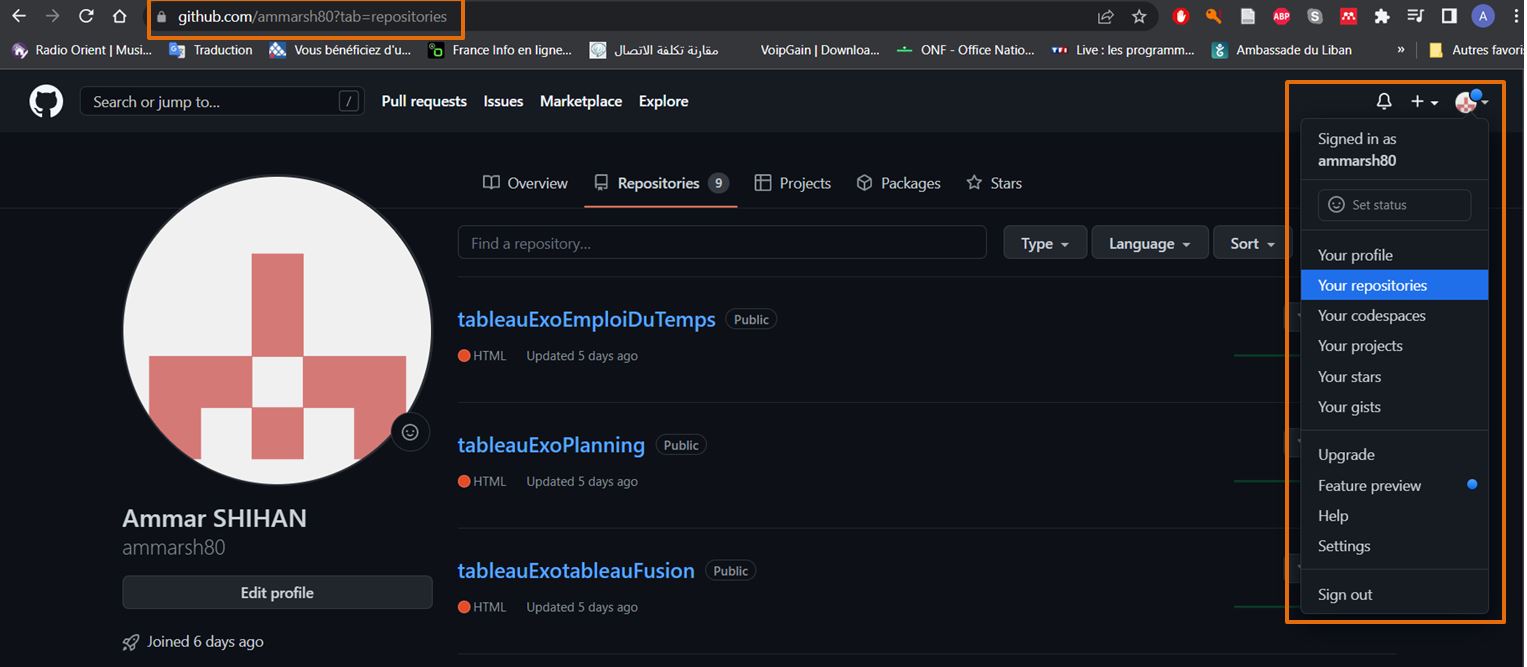 github.com/ammarsh80?tab=repositories
ABP
A
Radio Orient | Musi...
Traduction
Vous bénéficiez d'u...
France Info en ligne...
مقارنة تكلفة الاتصال
VoipGain | Downloa...
ONF - Office Natio...
Live : les programm...
Ambassade du Liban
»
Autres favori
Search or jump to...
/
Pull requests
Issues
Marketplace
Explore
Overview
Repositories 9
Projects
Packages
Stars
Find a repository...
Type
Language
Sort
tableauExoEmploiDuTemps Public
HTML Updated 5 days ago
tableauExoPlanning Public
HTML Updated 5 days ago
tableauExotableauFusion Public
HTML Updated 5 days ago
Ammar SHIHAN
ammarsh80
Edit profile
Joined 6 days ago
Signed in as
ammarsh80
Set status
Your profile
Your repositories
Your codespaces
Your projects
Your stars
Your gists
Upgrade
Feature preview
Help
Settings
Sign out